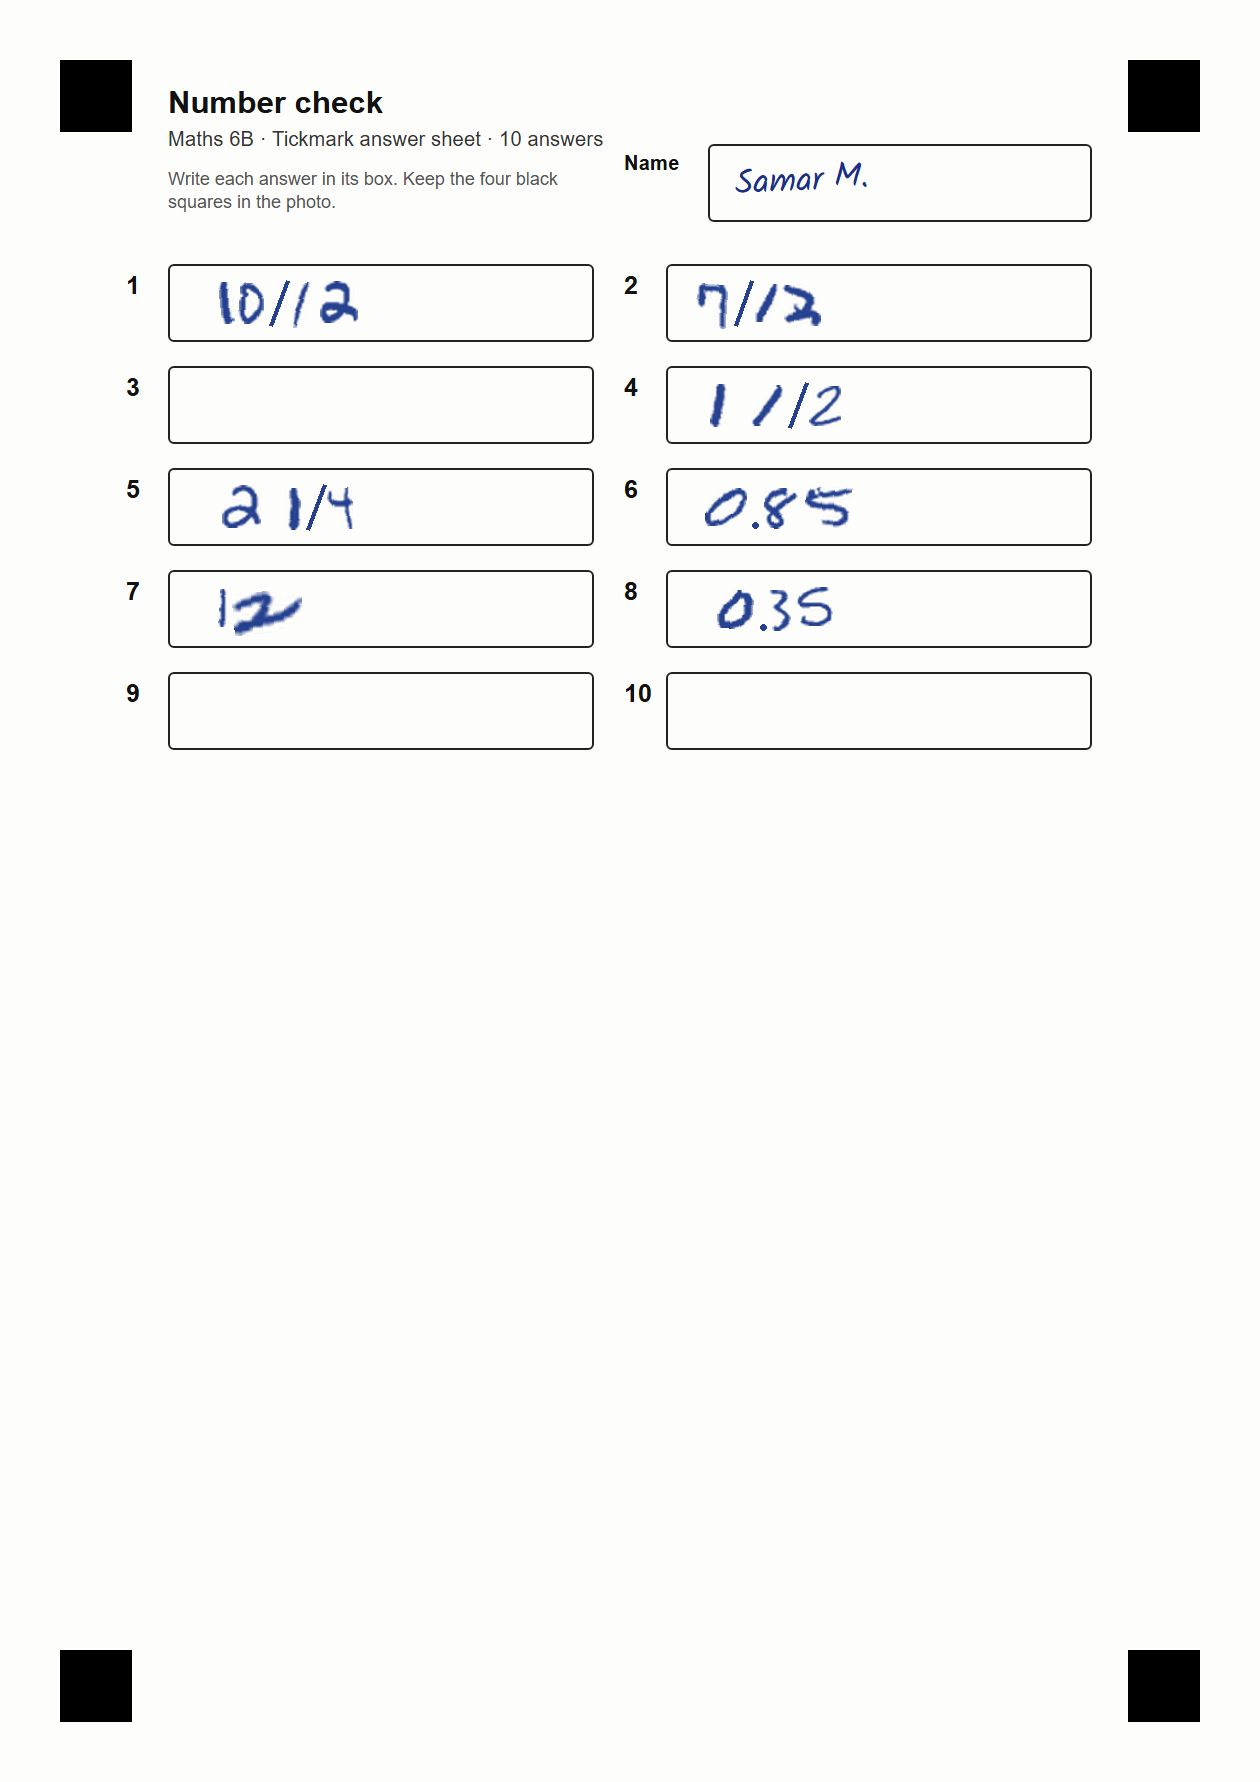 Number check
Maths 6B · Tickmark answer sheet · 10 answers
Write each answer in its box. Keep the four black
squares in the photo.
Name Samar M.
1 10/12
2 7/12
3
4 1 1/2
5 2 1/4
6 0.85
7 12
8 0.35
9
10